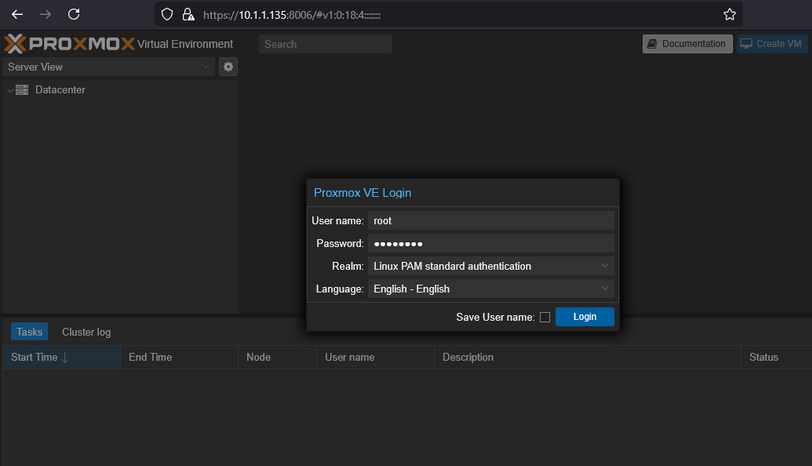 https://10.1.1.135:8006/#v1:0:18:4:::::::
PROXMOX Virtual Environment Search Documentation Create VM
Server View
Datacenter
Proxmox VE Login
User name: root
Password: ●●●●●●●●
Realm: Linux PAM standard authentication
Language: English - English
Save User name: Login
Tasks Cluster log
Start Time End Time Node User name Description Status